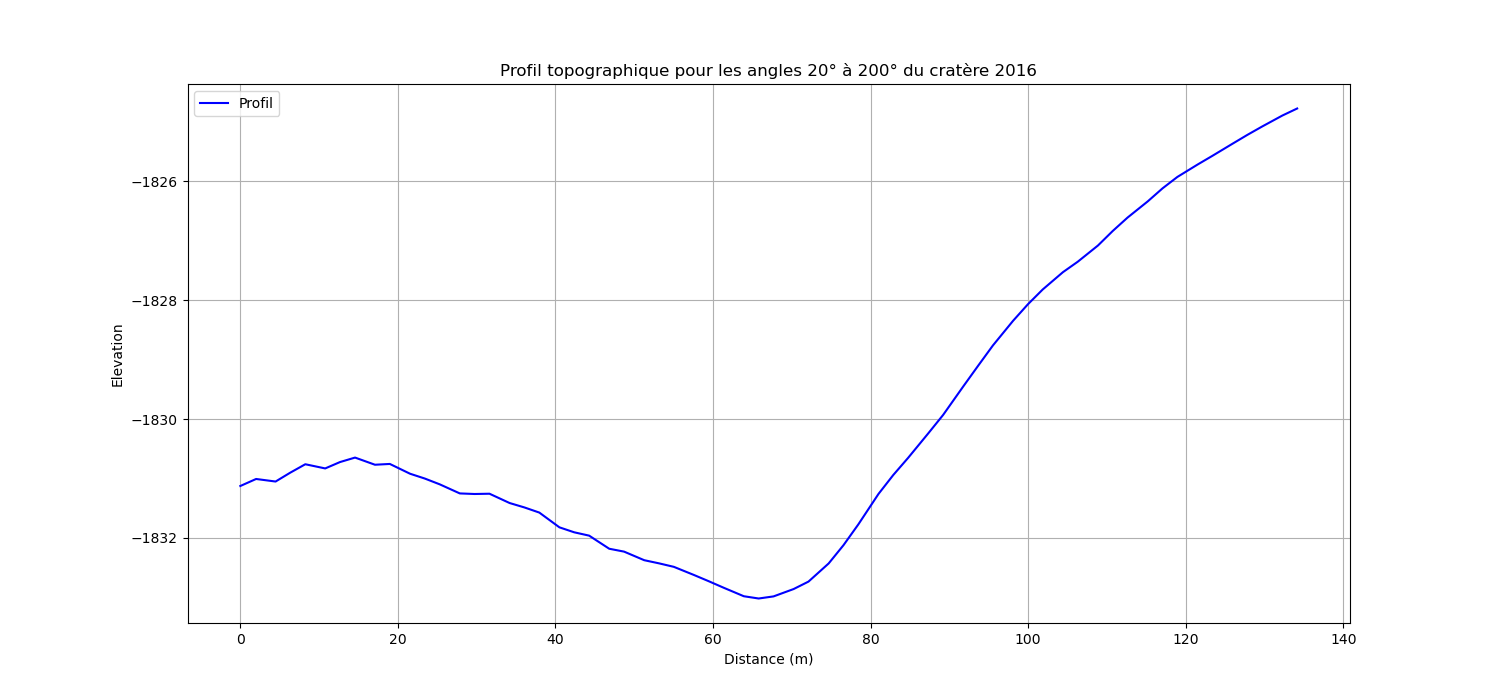 Profil topographique pour les angles 20° à 200° du cratère 2016
Profil
−1826
−1828
−1830
−1832
Elevation
0 20 40 60 80 100 120 140
Distance (m)